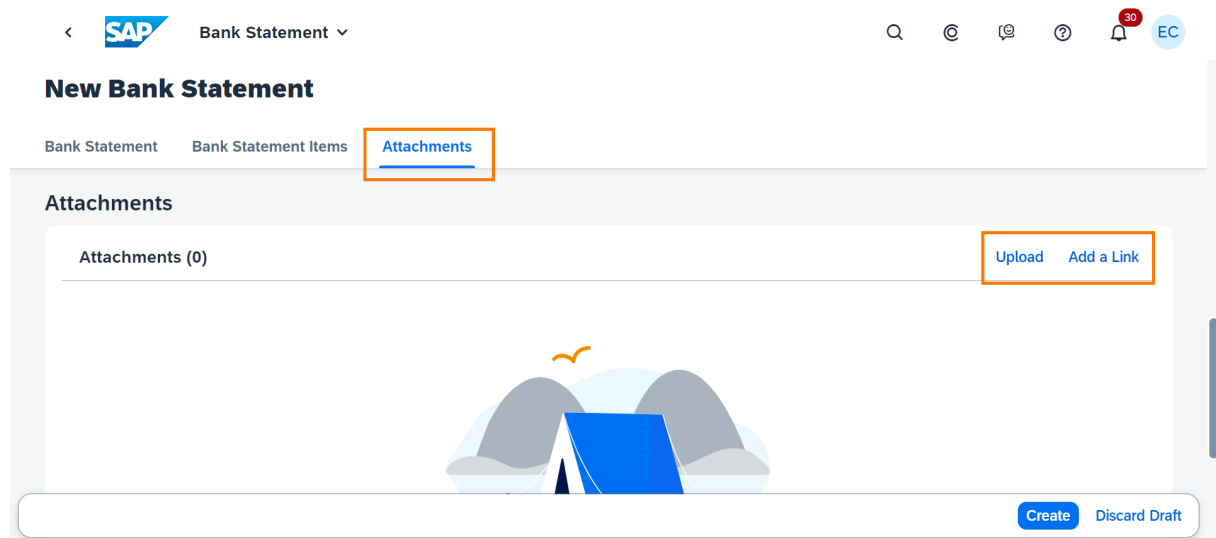 SAP Bank Statement 30 EC
New Bank Statement
Bank Statement Bank Statement Items Attachments
Attachments
Attachments (0) Upload Add a Link
Create Discard Draft